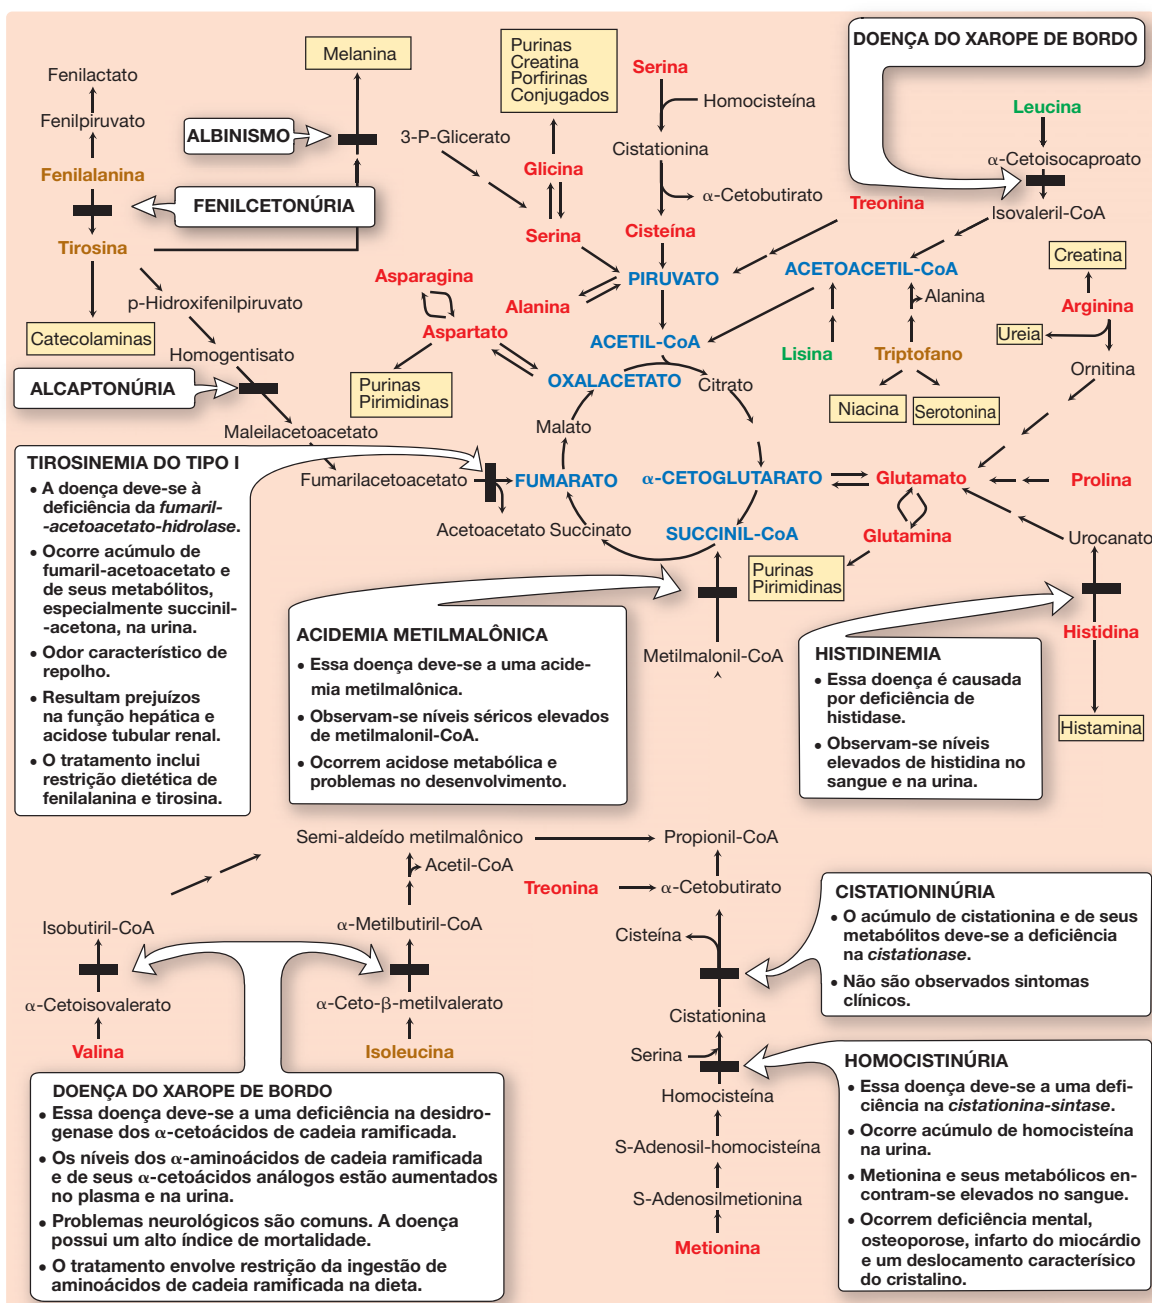 Fenilactato
Fenilpiruvato
Fenilalanina
Tirosina
Melanina
ALBINISMO
FENILCETONÚRIA
p-Hidroxifenilpiruvato
Catecolaminas
Homogentisato
ALCAPTONÚRIA
Maleilacetoacetato
Fumarilacetoacetato
Acetoacetato
Purinas
Creatina
Porfirinas
Conjugados
3-P-Glicerato
Glicina
Serina
Serina
Homocisteína
Cistationina
α-Cetobutirato
Cisteína
Treonina
DOENÇA DO XAROPE DE BORDO
Leucina
α-Cetoisocaproato
Isovaleril-CoA
PIRUVATO
ACETOACETIL-CoA
Asparagina
Alanina
Aspartato
Purinas
Pirimidinas
ACETIL-CoA
OXALACETATO
Citrato
Malato
FUMARATO
α-CETOGLUTARATO
Succinato
SUCCINIL-CoA
Lisina
Alanina
Triptofano
Niacina
Serotonina
Creatina
Arginina
Ureia
Ornitina
Glutamato
Prolina
Glutamina
Purinas
Pirimidinas
Urocanato
Histidina
Histamina
Metilmalonil-CoA
TIROSINEMIA DO TIPO I
• A doença deve-se à
deficiência da fumaril-
-acetoacetato-hidrolase.
• Ocorre acúmulo de
fumaril-acetoacetato e
de seus metabólitos,
especialmente succinil-
-acetona, na urina.
• Odor característico de
repolho.
• Resultam prejuízos
na função hepática e
acidose tubular renal.
• O tratamento inclui
restrição dietética de
fenilalanina e tirosina.
ACIDEMIA METILMALÔNICA
• Essa doença deve-se a uma acide-
mia metilmalônica.
• Observam-se níveis séricos elevados
de metilmalonil-CoA.
• Ocorrem acidose metabólica e
problemas no desenvolvimento.
HISTIDINEMIA
• Essa doença é causada
por deficiência de
histidase.
• Observam-se níveis
elevados de histidina no
sangue e na urina.
Semi-aldeído metilmalônico
Propionil-CoA
Acetil-CoA
Treonina
α-Cetobutirato
Isobutiril-CoA
α-Metilbutiril-CoA
Cisteína
α-Cetoisovalerato
α-Ceto-β-metilvalerato
Cistationina
Valina
Isoleucina
Serina
Homocisteína
S-Adenosil-homocisteína
S-Adenosilmetionina
Metionina
CISTATIONINÚRIA
• O acúmulo de cistationina e de seus
metabólitos deve-se a deficiência
na cistationase.
• Não são observados sintomas
clínicos.
DOENÇA DO XAROPE DE BORDO
• Essa doença deve-se a uma deficiência na desidro-
genase dos α-cetoácidos de cadeia ramificada.
• Os níveis dos α-aminoácidos de cadeia ramificada
e de seus α-cetoácidos análogos estão aumentados
no plasma e na urina.
• Problemas neurológicos são comuns. A doença
possui um alto índice de mortalidade.
• O tratamento envolve restrição da ingestão de
aminoácidos de cadeia ramificada na dieta.
HOMOCISTINÚRIA
• Essa doença deve-se a uma defi-
ciência na cistationina-sintase.
• Ocorre acúmulo de homocisteína
na urina.
• Metionina e seus metabólicos en-
contram-se elevados no sangue.
• Ocorrem deficiência mental,
osteoporose, infarto do miocárdio
e um deslocamento caracterísico
do cristalino.